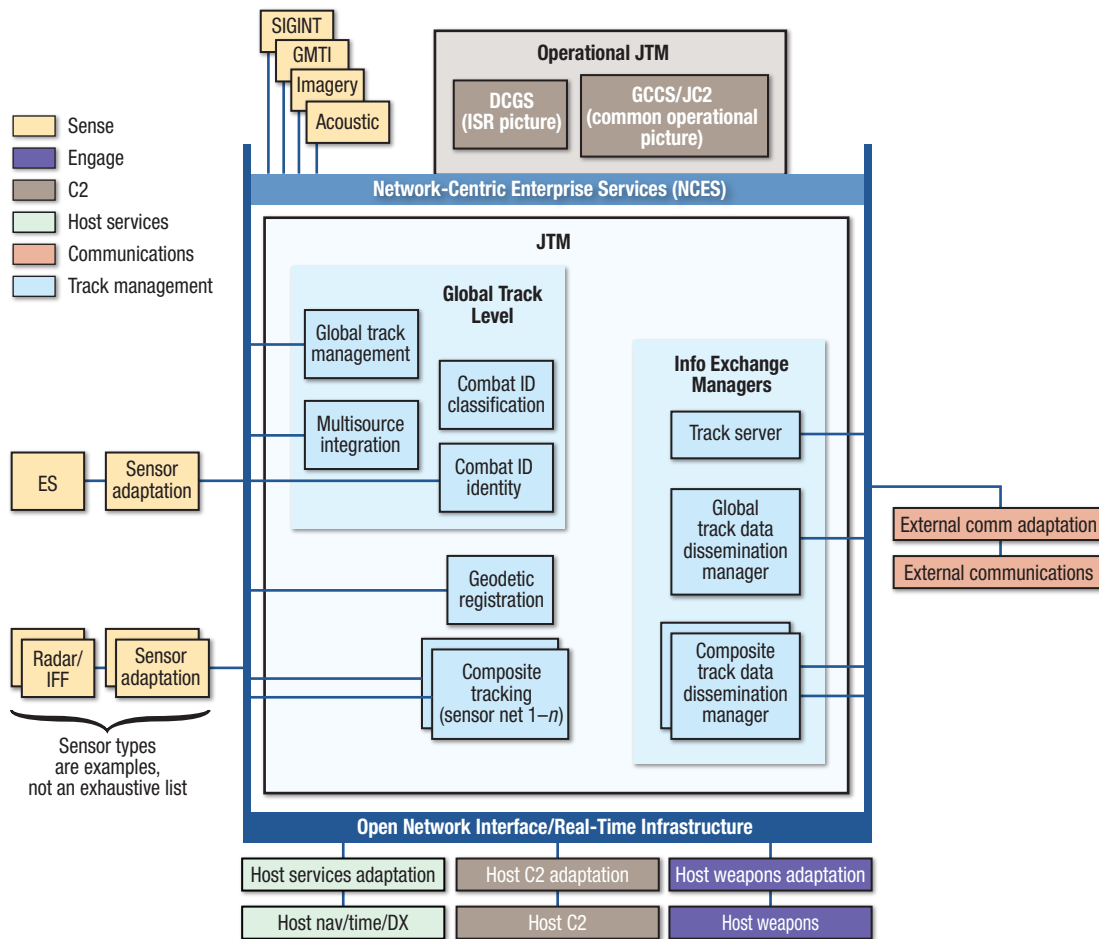 SIGINT
GMTI
Imagery
Acoustic
Operational JTM
DCGS
(ISR picture)
GCCS/JC2
(common operational
picture)
Sense
Engage
C2
Host services
Communications
Track management
Network-Centric Enterprise Services (NCES)
JTM
Global Track
Level
Global track
management
Combat ID
classification
Multisource
integration
Combat ID
identity
Info Exchange
Managers
Track server
Global
track data
dissemination
manager
Composite
track data
dissemination
manager
ES
Sensor
adaptation
Geodetic
registration
Composite
tracking
(sensor net 1–n)
Radar/
IFF
Sensor
adaptation
Sensor types
are examples,
not an exhaustive list
External comm adaptation
External communications
Open Network Interface/Real-Time Infrastructure
Host services adaptation
Host C2 adaptation
Host weapons adaptation
Host nav/time/DX
Host C2
Host weapons